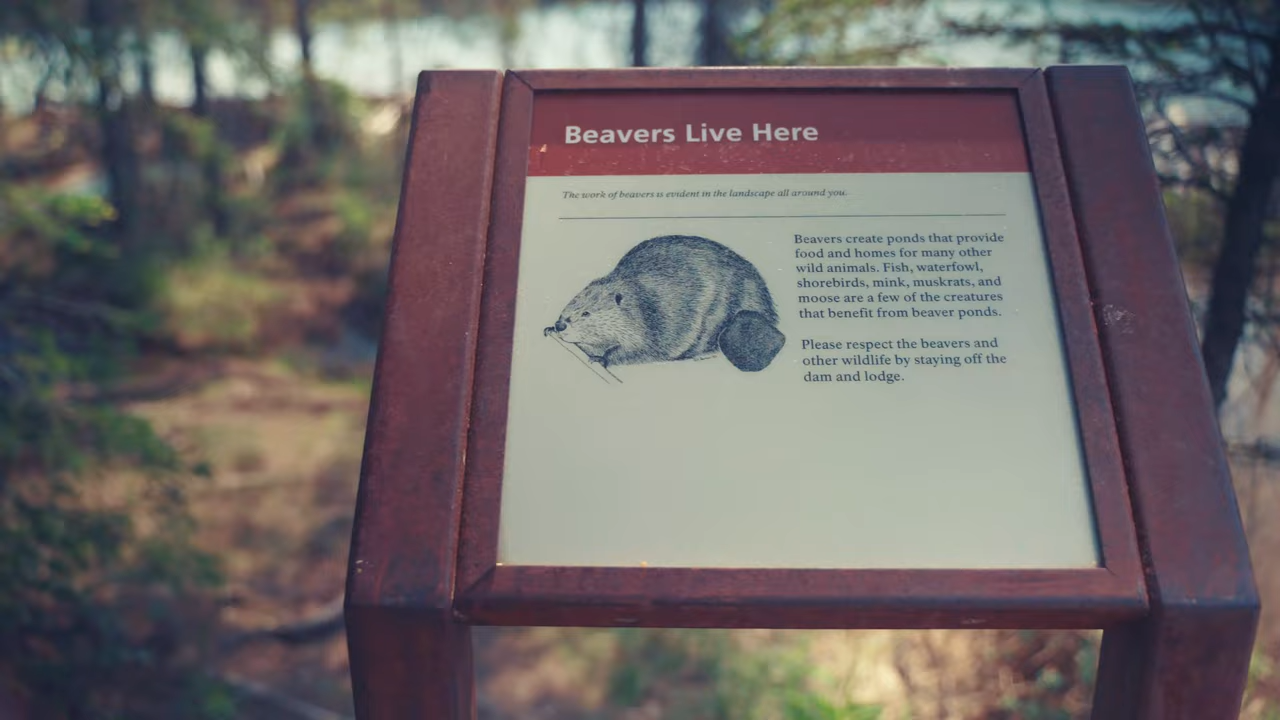 Beavers Live Here
The work of beavers is evident in the landscape all around you.
Beavers create ponds that provide
food and homes for many other
wild animals. Fish, waterfowl,
shorebirds, mink, muskrats, and
moose are a few of the creatures
that benefit from beaver ponds.
Please respect the beavers and
other wildlife by staying off the
dam and lodge.